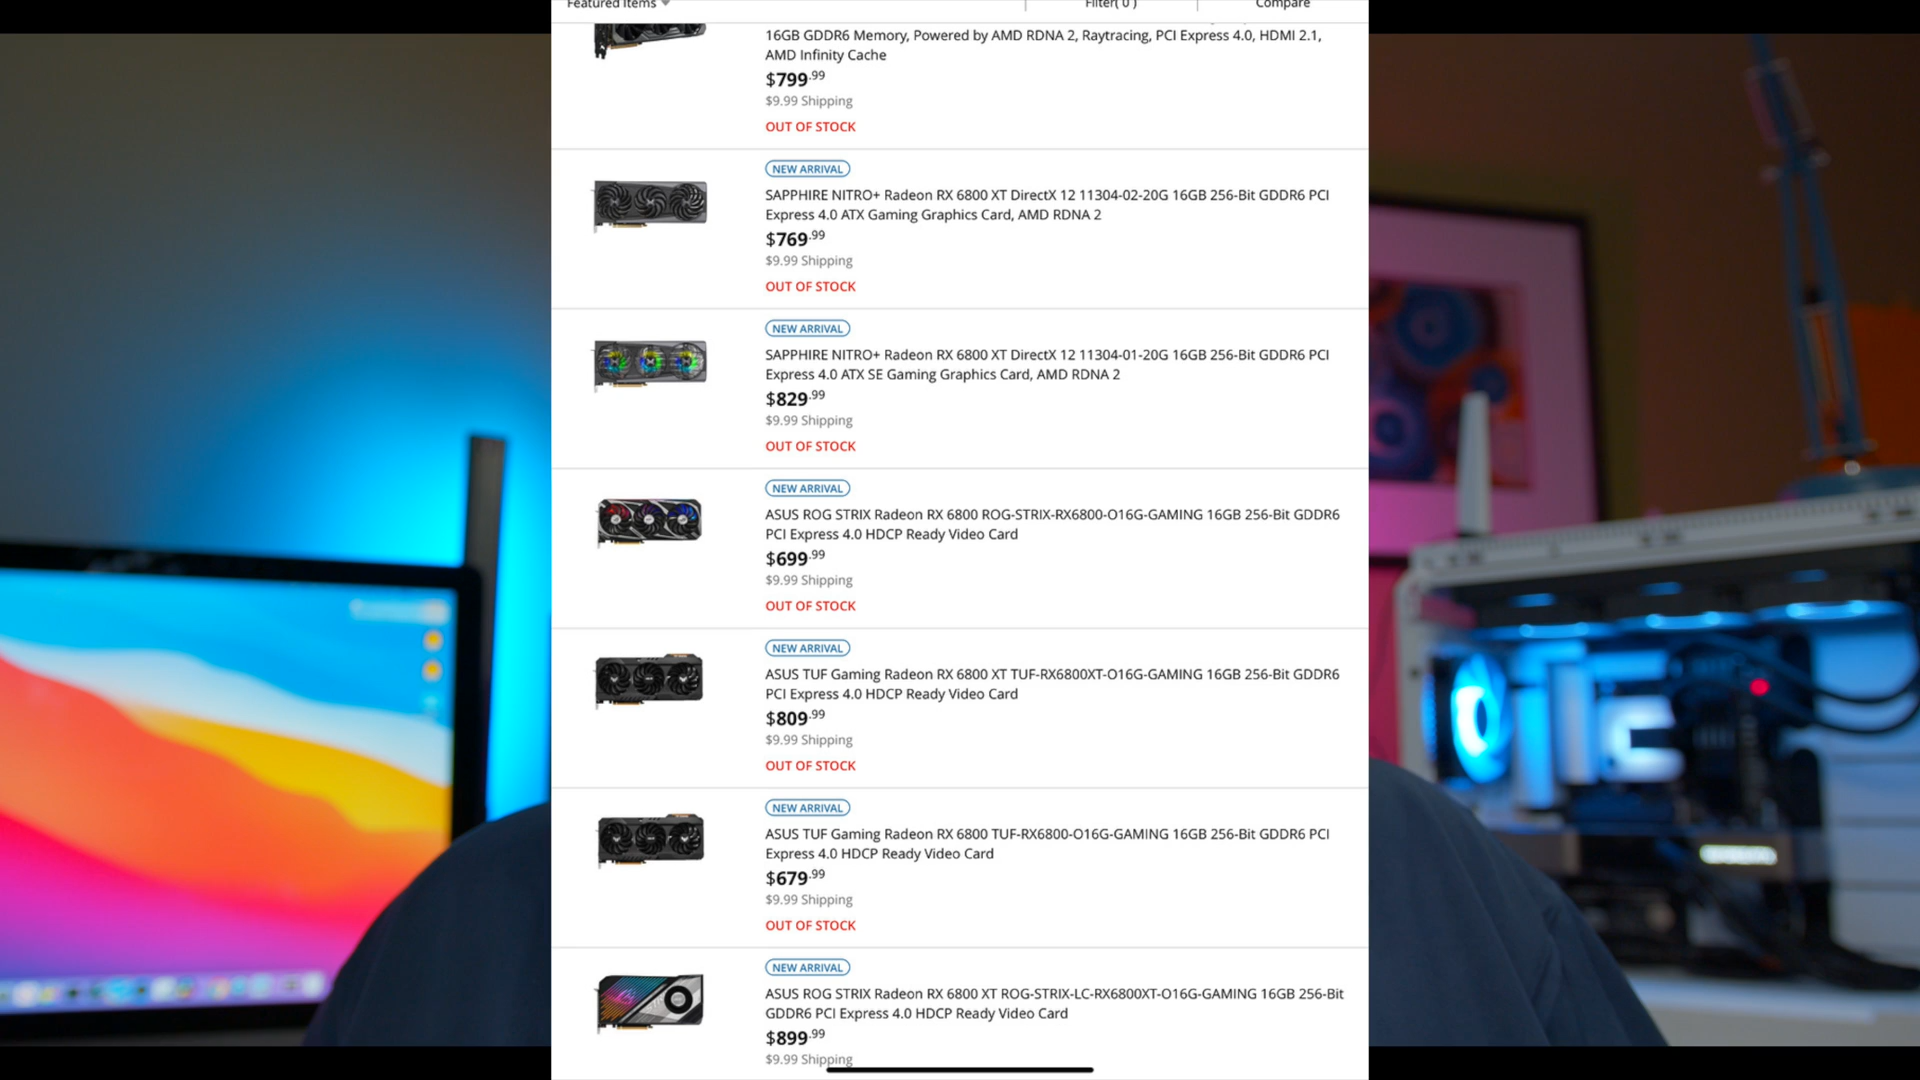 Featured Items
Filter( 0 )
Compare
16GB GDDR6 Memory, Powered by AMD RDNA 2, Raytracing, PCI Express 4.0, HDMI 2.1,
AMD Infinity Cache
$799.99
$9.99 Shipping
OUT OF STOCK
NEW ARRIVAL
SAPPHIRE NITRO+ Radeon RX 6800 XT DirectX 12 11304-02-20G 16GB 256-Bit GDDR6 PCI
Express 4.0 ATX Gaming Graphics Card, AMD RDNA 2
$769.99
$9.99 Shipping
OUT OF STOCK
NEW ARRIVAL
SAPPHIRE NITRO+ Radeon RX 6800 XT DirectX 12 11304-01-20G 16GB 256-Bit GDDR6 PCI
Express 4.0 ATX SE Gaming Graphics Card, AMD RDNA 2
$829.99
$9.99 Shipping
OUT OF STOCK
NEW ARRIVAL
ASUS ROG STRIX Radeon RX 6800 ROG-STRIX-RX6800-O16G-GAMING 16GB 256-Bit GDDR6
PCI Express 4.0 HDCP Ready Video Card
$699.99
$9.99 Shipping
OUT OF STOCK
NEW ARRIVAL
ASUS TUF Gaming Radeon RX 6800 XT TUF-RX6800XT-O16G-GAMING 16GB 256-Bit GDDR6
PCI Express 4.0 HDCP Ready Video Card
$809.99
$9.99 Shipping
OUT OF STOCK
NEW ARRIVAL
ASUS TUF Gaming Radeon RX 6800 TUF-RX6800-O16G-GAMING 16GB 256-Bit GDDR6 PCI
Express 4.0 HDCP Ready Video Card
$679.99
$9.99 Shipping
OUT OF STOCK
NEW ARRIVAL
ASUS ROG STRIX Radeon RX 6800 XT ROG-STRIX-LC-RX6800XT-O16G-GAMING 16GB 256-Bit
GDDR6 PCI Express 4.0 HDCP Ready Video Card
$899.99
$9.99 Shipping